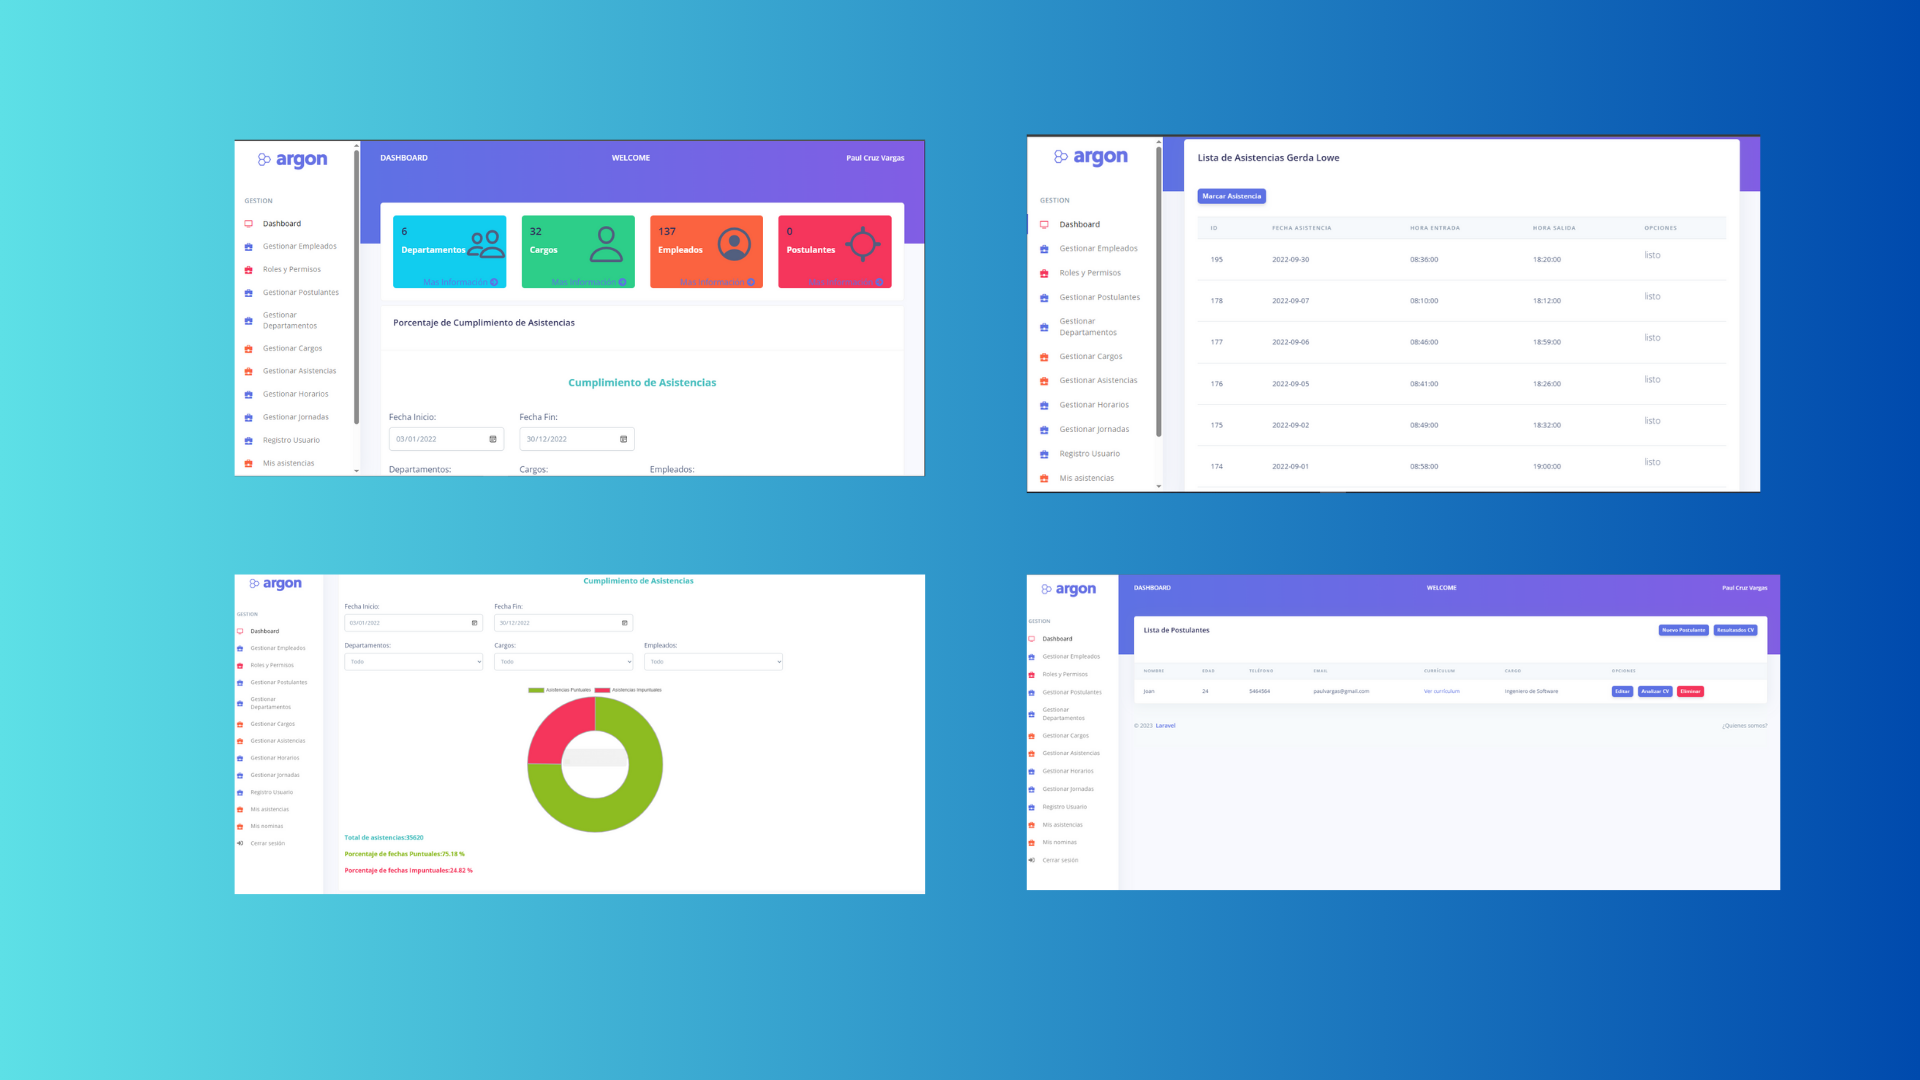 argon
DASHBOARD WELCOME Paul Cruz Vargas
GESTIÓN
Dashboard
Gestionar Empleados
Roles y Permisos
Gestionar Postulantes
Gestionar
Departamentos
Gestionar Cargos
Gestionar Asistencias
Gestionar Horarios
Gestionar Jornadas
Registro Usuario
Mis asistencias
6
Departamentos
Mas Información
32
Cargos
Mas Información
137
Empleados
Mas Información
0
Postulantes
Mas Información
Porcentaje de Cumplimiento de Asistencias
Cumplimiento de Asistencias
Fecha Inicio: Fecha Fin:
03/01/2022 30/12/2022
Departamentos: Cargos: Empleados:
argon
GESTIÓN
Dashboard
Gestionar Empleados
Roles y Permisos
Gestionar Postulantes
Gestionar
Departamentos
Gestionar Cargos
Gestionar Asistencias
Gestionar Horarios
Gestionar Jornadas
Registro Usuario
Mis asistencias
Lista de Asistencias Gerda Lowe
Marcar Asistencia
ID FECHA ASISTENCIA HORA ENTRADA HORA SALIDA OPCIONES
195 2022-09-30 08:36:00 18:20:00 listo
178 2022-09-07 08:10:00 18:12:00 listo
177 2022-09-06 08:46:00 18:59:00 listo
176 2022-09-05 08:41:00 18:26:00 listo
175 2022-09-02 08:49:00 18:32:00 listo
174 2022-09-01 08:58:00 19:00:00 listo
argon
GESTIÓN
Dashboard
Gestionar Empleados
Roles y Permisos
Gestionar Postulantes
Gestionar
Departamentos
Gestionar Cargos
Gestionar Asistencias
Gestionar Horarios
Gestionar Jornadas
Registro Usuario
Mis asistencias
Mis nominas
Cerrar sesión
Cumplimiento de Asistencias
Fecha Inicio: Fecha Fin:
03/01/2022 30/12/2022
Departamentos: Cargos: Empleados:
Todo Todo Todo
Asistencias Puntuales Asistencias Impuntuales
Total de asistencias:35620
Porcentaje de fechas Puntuales:75.18 %
Porcentaje de fechas Impuntuales:24.82 %
argon
GESTIÓN
Dashboard
Gestionar Empleados
Roles y Permisos
Gestionar Postulantes
Gestionar
Departamentos
Gestionar Cargos
Gestionar Asistencias
Gestionar Horarios
Gestionar Jornadas
Registro Usuario
Mis asistencias
Mis nominas
Cerrar sesión
DASHBOARD WELCOME Paul Cruz Vargas
Lista de Postulantes Nuevo Postulante Resultados CV
NOMBRE EDAD TELÉFONO EMAIL CURRÍCULUM CARGO OPCIONES
Juan 24 5464564 paulvargas@gmail.com Ver curriculum Ingeniero de Software Editar Analizar CV Eliminar
© 2023 Laravel ¿Quienes somos?